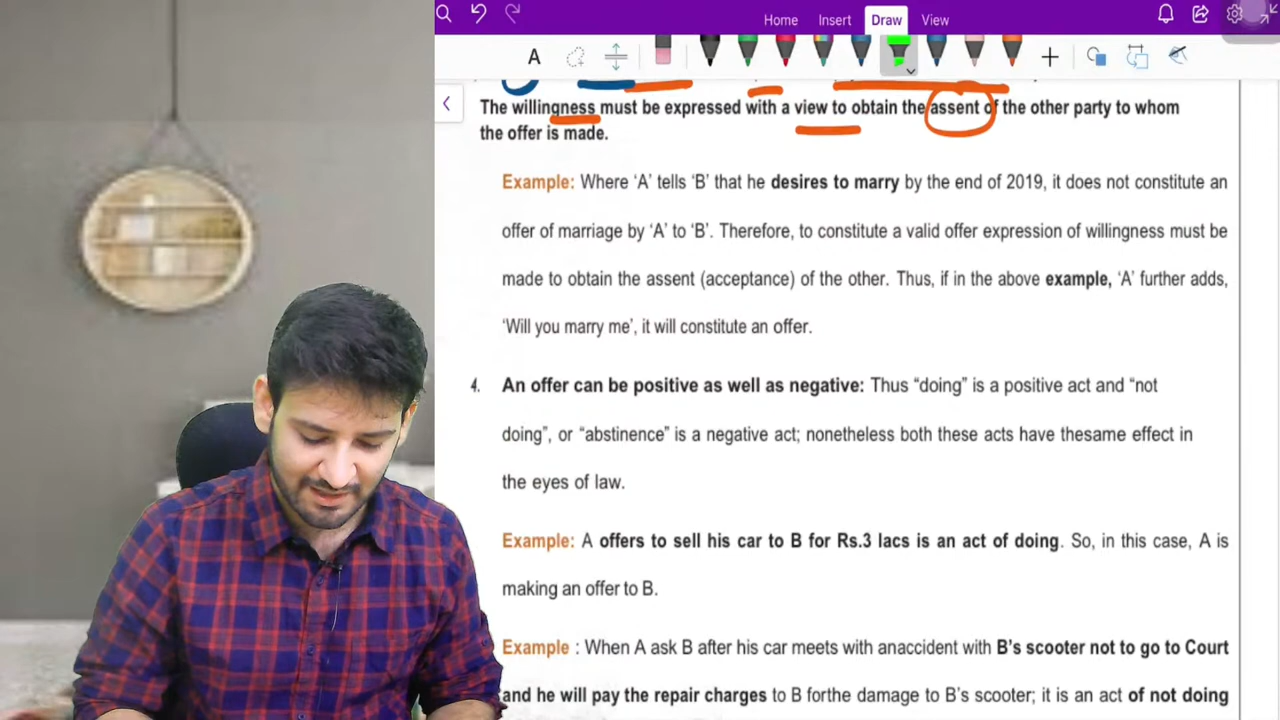 Home Insert Draw View
A
The willingness must be expressed with a view to obtain the assent of the other party to whom
the offer is made.
Example: Where ‘A’ tells ‘B’ that he desires to marry by the end of 2019, it does not constitute an
offer of marriage by ‘A’ to ‘B’. Therefore, to constitute a valid offer expression of willingness must be
made to obtain the assent (acceptance) of the other. Thus, if in the above example, ‘A’ further adds,
‘Will you marry me’, it will constitute an offer.
4. An offer can be positive as well as negative: Thus “doing” is a positive act and “not
doing”, or “abstinence” is a negative act; nonetheless both these acts have thesame effect in
the eyes of law.
Example: A offers to sell his car to B for Rs.3 lacs is an act of doing. So, in this case, A is
making an offer to B.
Example : When A ask B after his car meets with anaccident with B’s scooter not to go to Court
and he will pay the repair charges to B forthe damage to B’s scooter; it is an act of not doing